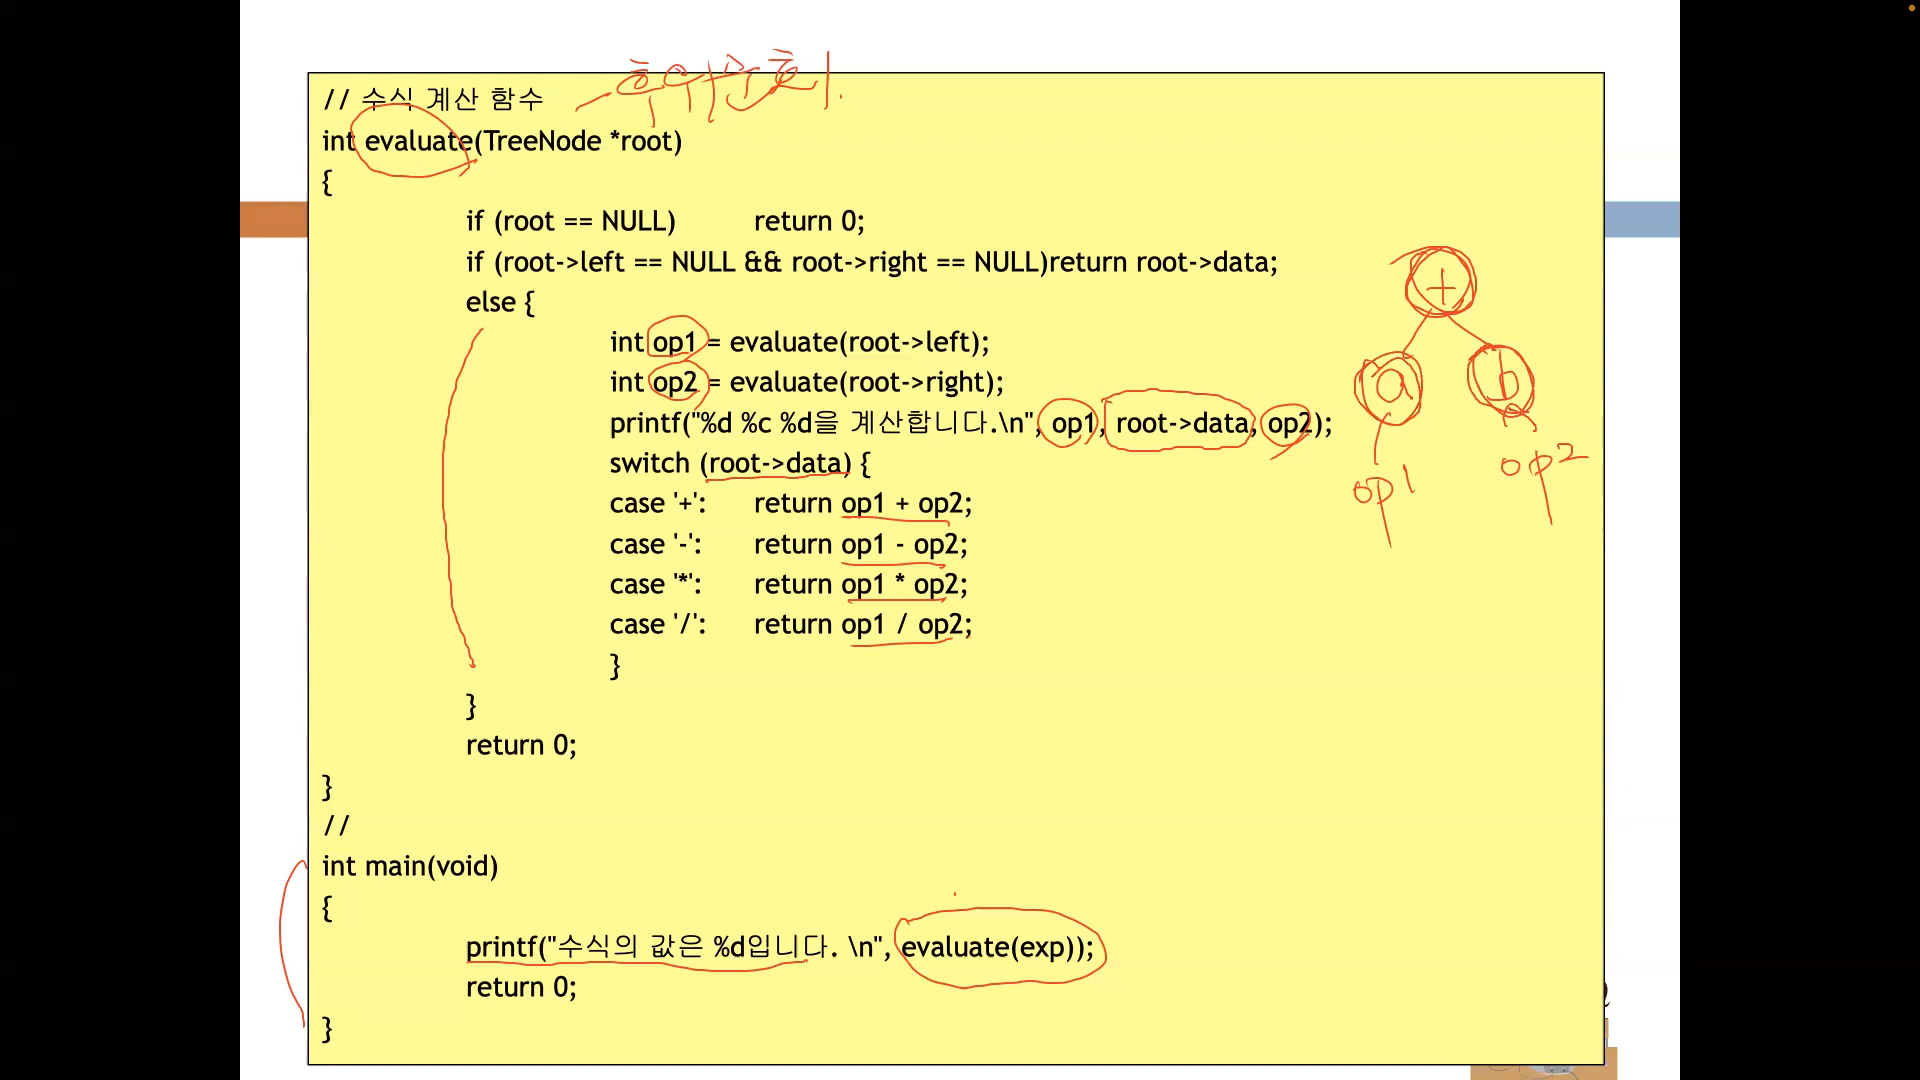 후위순회
// 수식 계산 함수
int evaluate(TreeNode *root)
{
if (root == NULL) return 0;
if (root->left == NULL && root->right == NULL)return root->data;
else {
int op1 = evaluate(root->left);
int op2 = evaluate(root->right);
printf("%d %c %d을 계산합니다.\n", op1, root->data, op2);
switch (root->data) {
case '+': return op1 + op2;
case '-': return op1 - op2;
case '*': return op1 * op2;
case '/': return op1 / op2;
}
}
return 0;
}
//
int main(void)
{
printf("수식의 값은 %d입니다. \n", evaluate(exp));
return 0;
}
+
a b
op1 op2